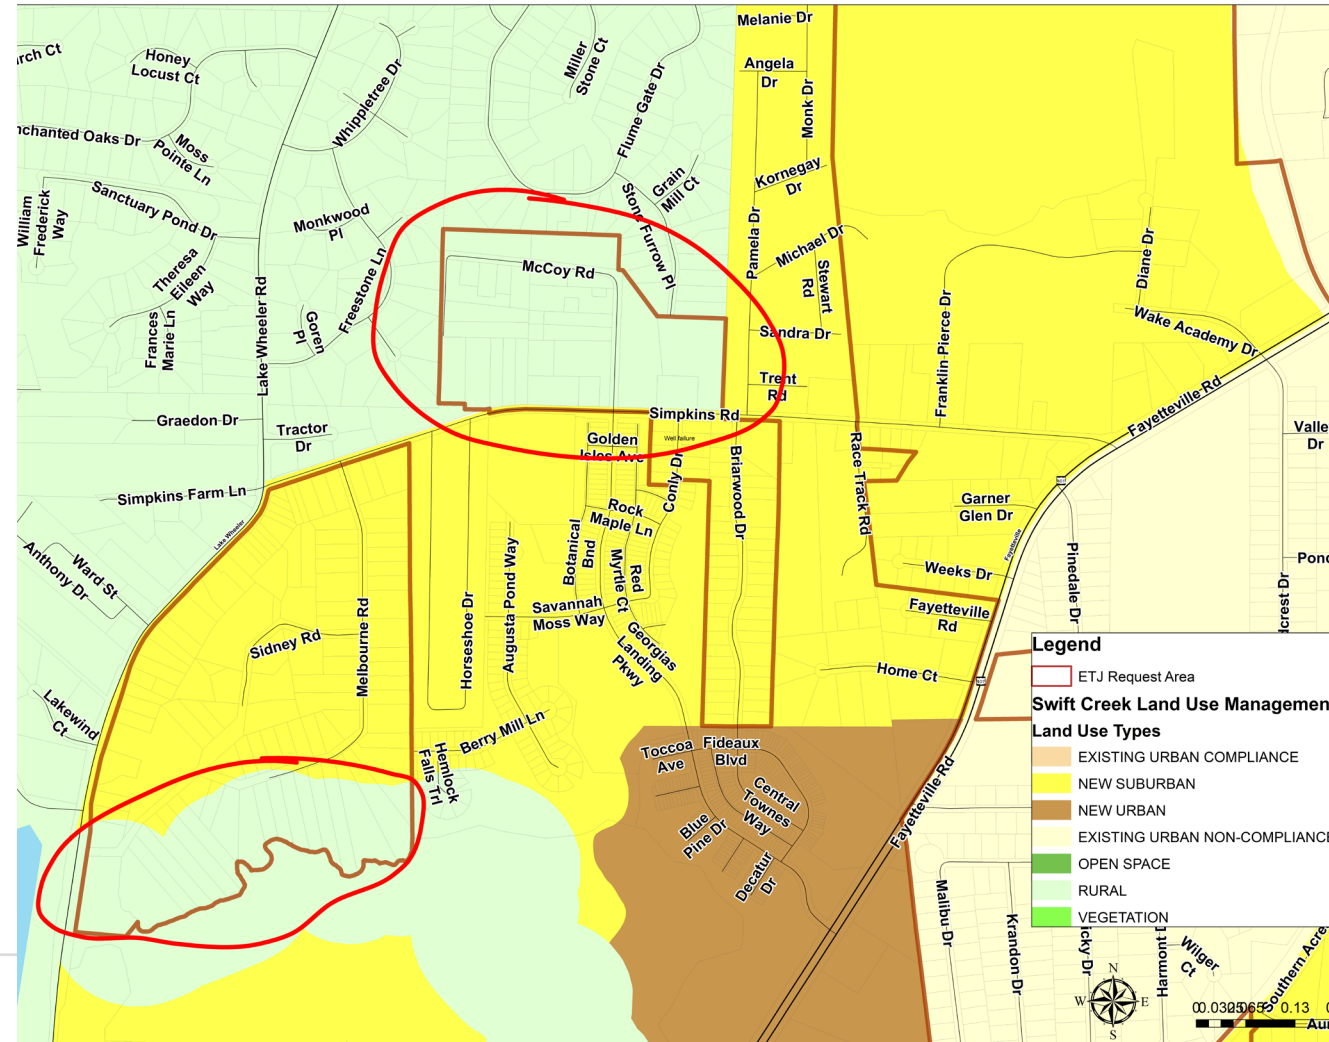 Melanie Dr
Angela
Dr
Monk Dr
Miller
Stone Ct
Honey
Locust Ct
Whippletree Dr
Flume Gate Dr
Oaks Dr
Moss
Pointe Ln
Kornegay
Dr
Grain
Mill Ct
Sanctuary Pond Dr
William
Frederick
Way
Monkwood
Pl
Stone Furrow Pl
Pamela Dr
Michael Dr
Diane Dr
Stewart
Rd
McCoy Rd
Theresa
Eileen
Way
Freestone Ln
Lake Wheeler Rd
Frances
Marie Ln
Goren
Pl
Sandra Dr
Franklin Pierce Dr
Wake Academy Dr
Trent
Rd
Fayetteville Rd
Graedon Dr
Tractor
Dr
Simpkins Rd
Golden
Isles Ave
Well failure
Valle
Dr
Race Track Rd
Briarwood Dr
Conly Dr
Simpkins Farm Ln
Rock
Maple Ln
Garner
Glen Dr
Lake Wheeler
Fayetteville
Anthony Dr
Ward St
Botanical
Bnd
Myrtle Ct
Red
Augusta Pond Way
Weeks Dr
Pinedale Dr
Pond
dcrest Dr
Melbourne Rd
Horseshoe Dr
Savannah
Moss Way
Fayetteville
Rd
Sidney Rd
Georgias
Landing
Pkwy
Home Ct
Lakewind
Ct
Berry Mill Ln
Hemlock
Falls Trl
Toccoa
Ave
Fideaux
Blvd
Central
Townes
Way
Blue
Pine Dr
Decatur
Dr
Fayetteville Rd
Legend
ETJ Request Area
Swift Creek Land Use Managemen
Land Use Types
EXISTING URBAN COMPLIANCE
NEW SUBURBAN
NEW URBAN
EXISTING URBAN NON-COMPLIANCE
OPEN SPACE
RURAL
VEGETATION
Malibu Dr
Krandon Dr
icky Dr
Harmont
Wilger
Ct
Southern Acre
N
W
E
S
0.13
Au